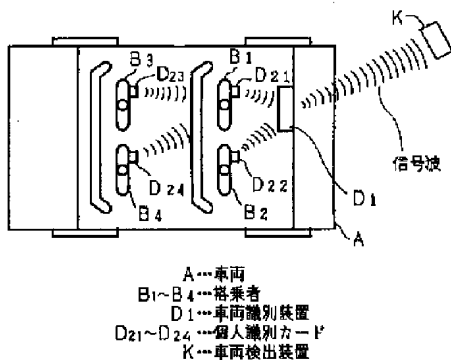 K
B3
D23
B1
D21
信号波
D24
B4
D22
B2
D1
A
A…車両
B1~B4…搭乗者
D1…車両識別装置
D21~D24…個人識別カード
K…車両検出装置